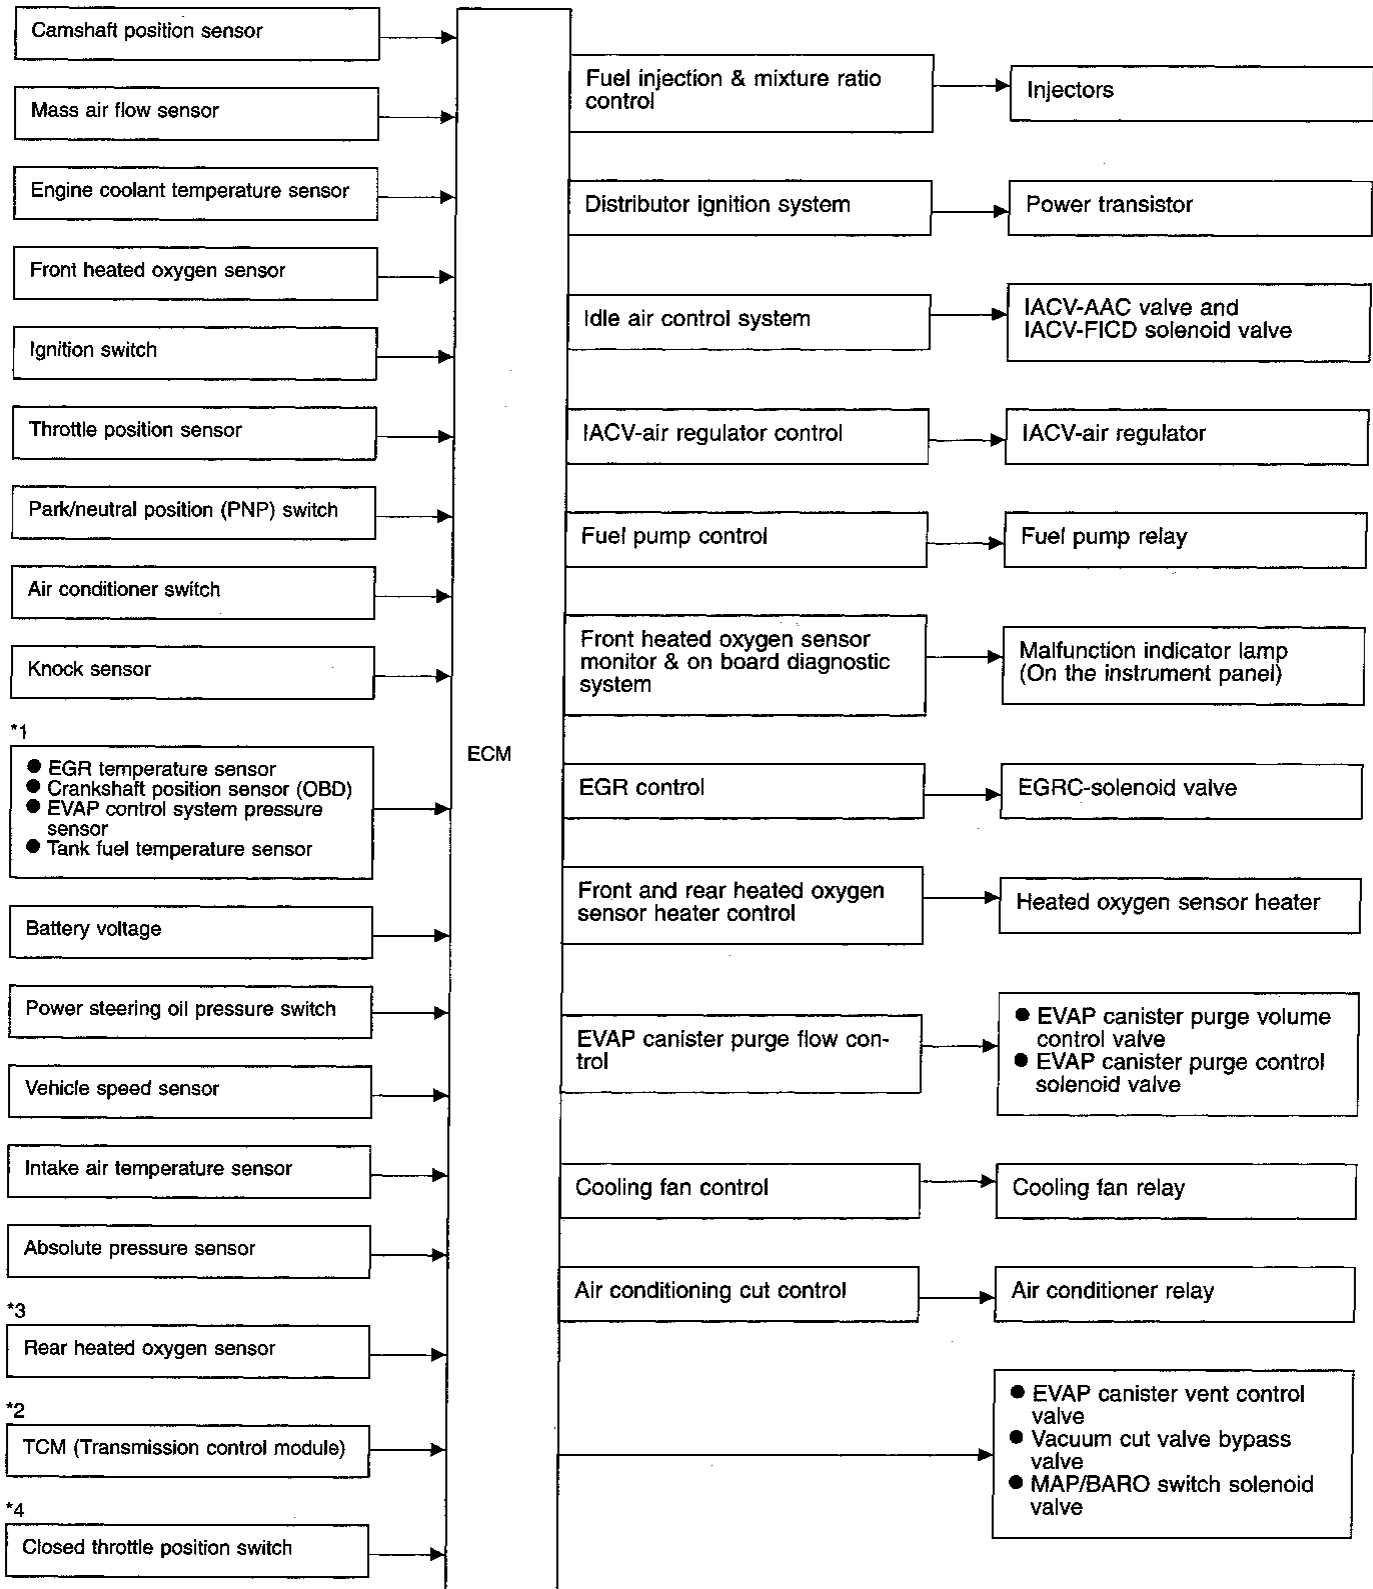 Camshaft position sensor
Mass air flow sensor
Engine coolant temperature sensor
Front heated oxygen sensor
Ignition switch
Throttle position sensor
Park/neutral position (PNP) switch
Air conditioner switch
Knock sensor
*1
● EGR temperature sensor
● Crankshaft position sensor (OBD)
● EVAP control system pressure
sensor
● Tank fuel temperature sensor
Battery voltage
Power steering oil pressure switch
Vehicle speed sensor
Intake air temperature sensor
Absolute pressure sensor
*3
Rear heated oxygen sensor
*2
TCM (Transmission control module)
*4
Closed throttle position switch
ECM
Fuel injection & mixture ratio
control
Injectors
Distributor ignition system
Power transistor
Idle air control system
IACV-AAC valve and
IACV-FICD solenoid valve
IACV-air regulator control
IACV-air regulator
Fuel pump control
Fuel pump relay
Front heated oxygen sensor
monitor & on board diagnostic
system
Malfunction indicator lamp
(On the instrument panel)
EGR control
EGRC-solenoid valve
Front and rear heated oxygen
sensor heater control
Heated oxygen sensor heater
EVAP canister purge flow con-
trol
● EVAP canister purge volume
control valve
● EVAP canister purge control
solenoid valve
Cooling fan control
Cooling fan relay
Air conditioning cut control
Air conditioner relay
● EVAP canister vent control
valve
● Vacuum cut valve bypass
valve
● MAP/BARO switch solenoid
valve